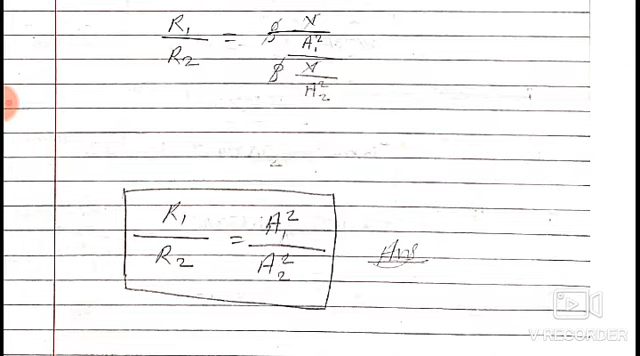 R₁/R₂ = ρ V/A₁² / ρ V/A₂²
R₁/R₂ = A₁²/A₂² Ans
V RECORDER